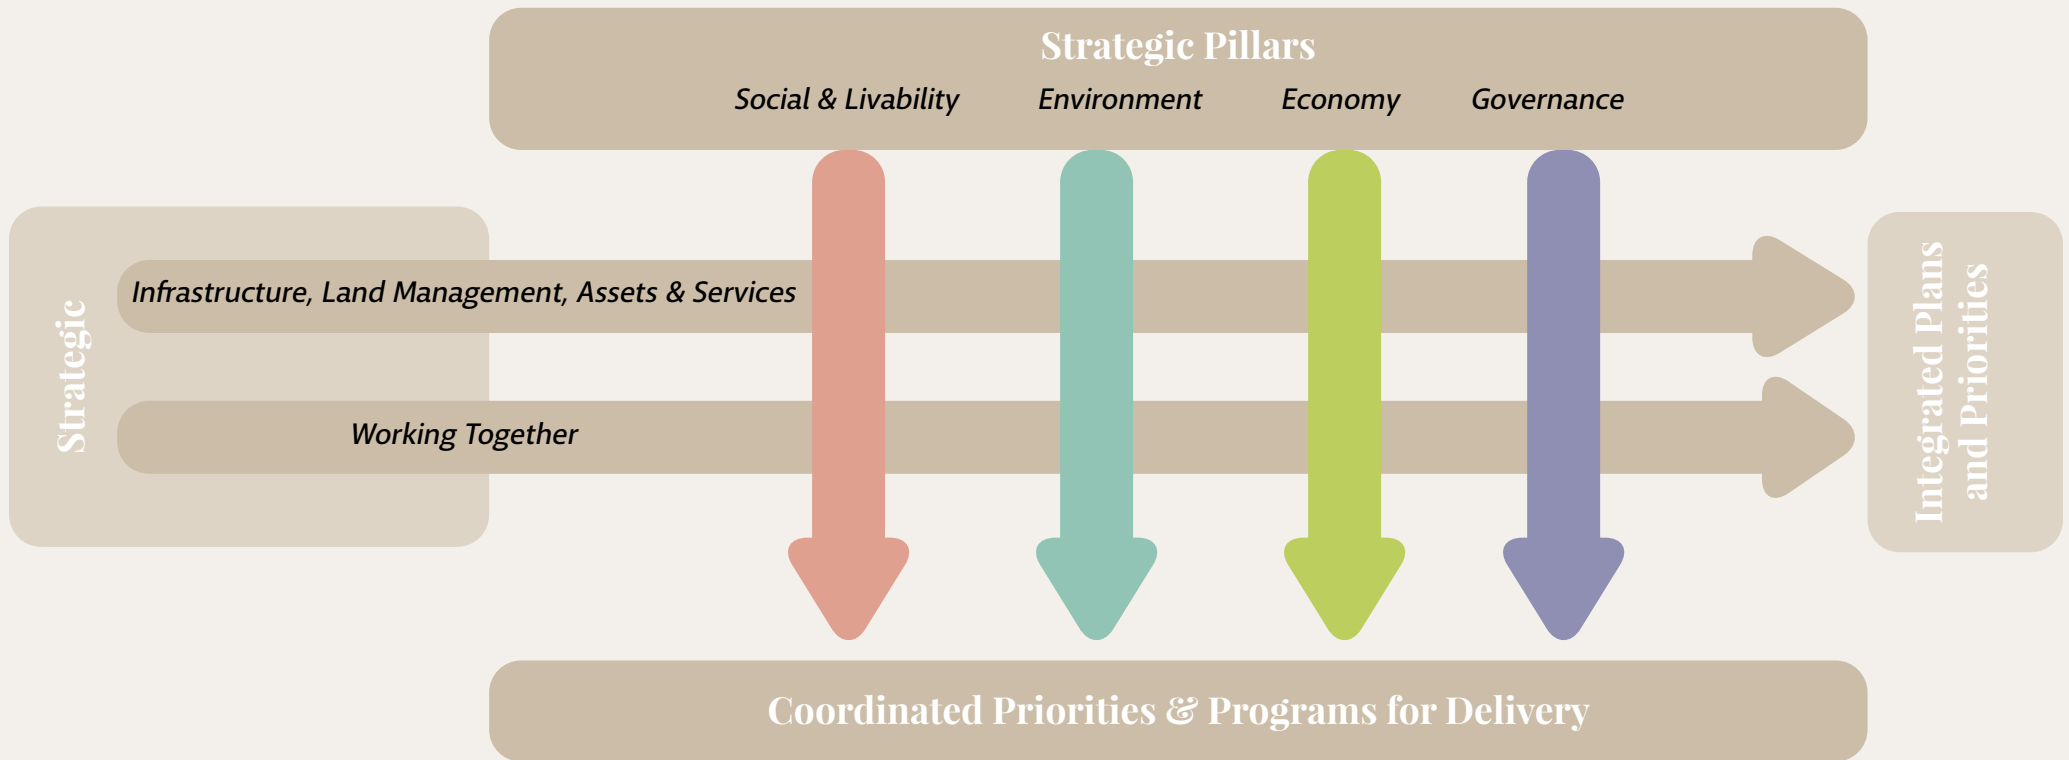 Strategic Pillars
Social & Livability Environment Economy Governance
Strategic
Infrastructure, Land Management, Assets & Services
Working Together
Integrated Plans
and Priorities
Coordinated Priorities & Programs for Delivery